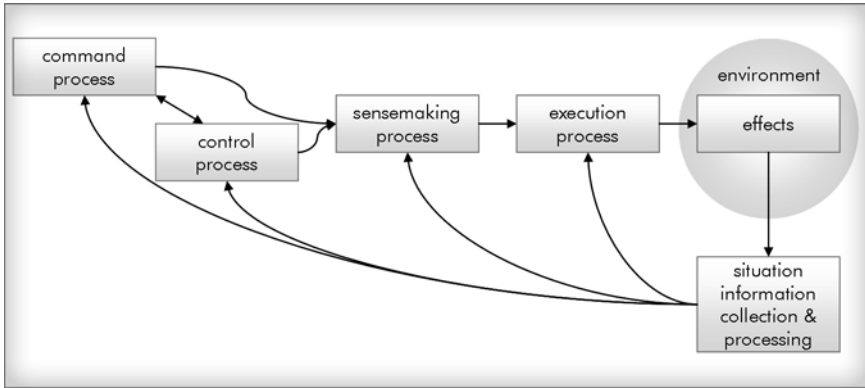 command
process
control
process
sensemaking
process
execution
process
environment
effects
situation
information
collection &
processing